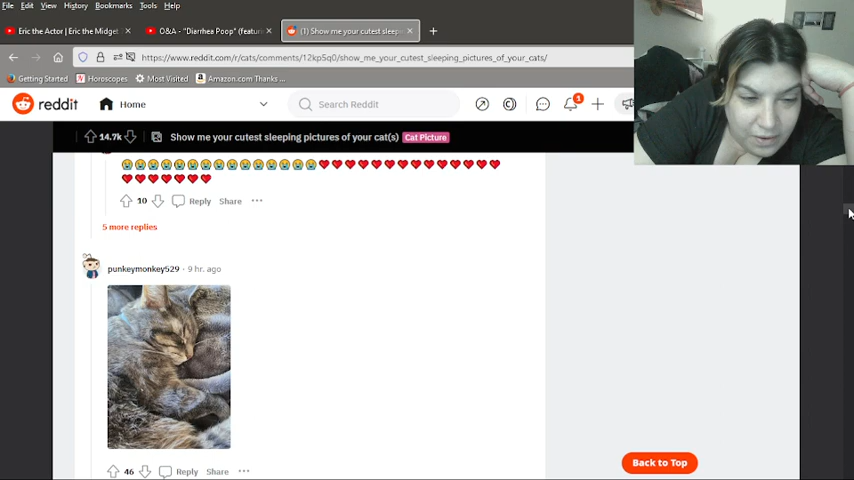 File Edit View History Bookmarks Tools Help
Eric the Actor | Eric the Midget
O&A - "Diarrhea Poop" (featur
(1) Show me your cutest sleepin
https://www.reddit.com/r/cats/comments/12kp5q0/show_me_your_cutest_sleeping_pictures_of_your_cats/
Getting Started Horoscopes Most Visited Amazon.com Thanks ...
reddit Home Search Reddit 1
14.7k Show me your cutest sleeping pictures of your cat(s) Cat Picture
10 Reply Share ...
5 more replies
punkeymonkey529 · 9 hr. ago
46 Reply Share ...
Back to Top